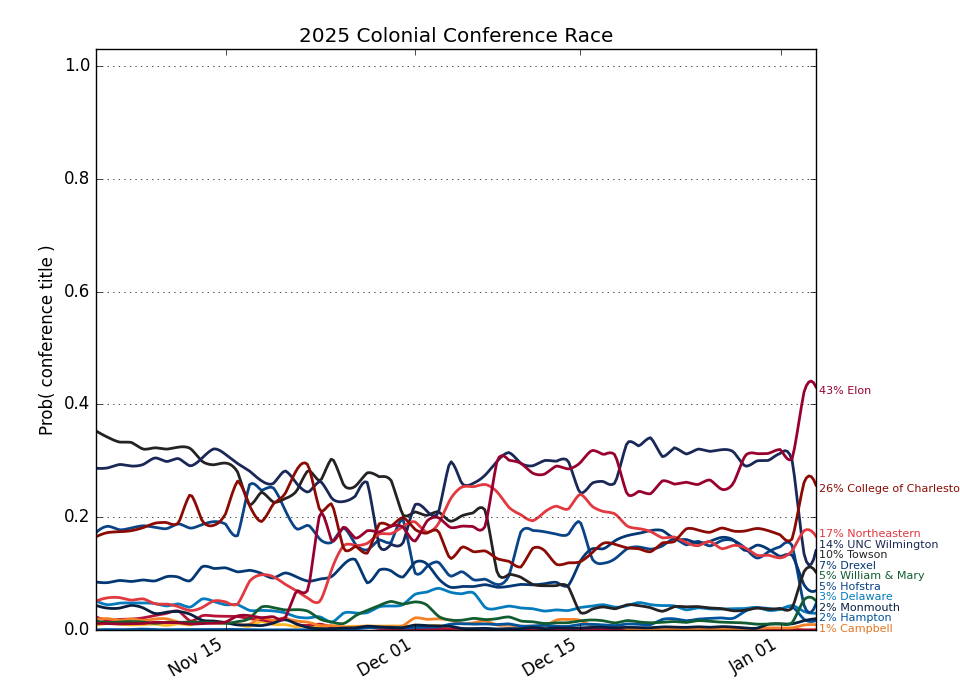 2025 Colonial Conference Race
Prob( conference title )
1.0
0.8
0.6
0.4
0.2
0.0
Nov 15
Dec 01
Dec 15
Jan 01
43% Elon
26% College of Charlesto
17% Northeastern
14% UNC Wilmington
10% Towson
7% Drexel
5% William & Mary
5% Hofstra
3% Delaware
2% Monmouth
2% Hampton
1% Campbell